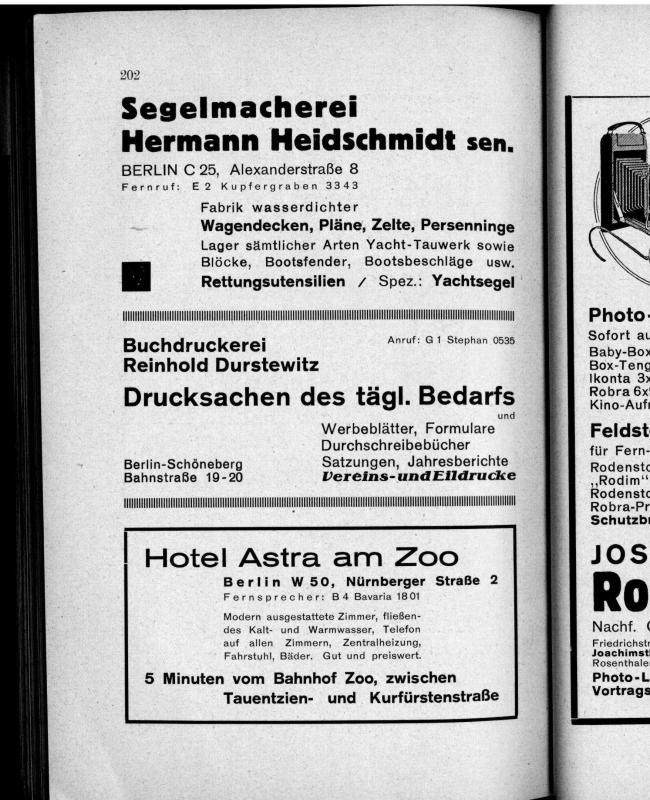 202
Segelmacherei
Hermann Heidschmidt sen.
BERLIN C 25, Alexanderstraße 8
Fernruf: E 2 Kupfergraben 3343
Fabrik wasserdichter
Wagendecken, Pläne, Zelte, Persenninge
Lager sämtlicher Arten Yacht-Tauwerk sowie
Blöcke, Bootsfender, Bootsbeschläge usw.
Rettungsutensilien / Spez.: Yachtsegel
Buchdruckerei
Reinhold Durstewitz
Anruf: G 1 Stephan 0535
Drucksachen des tägl. Bedarfs
und
Werbeblätter, Formulare
Durchschreibebücher
Satzungen, Jahresberichte
Vereins- und Eildrucke
Berlin-Schöneberg
Bahnstraße 19-20
Hotel Astra am Zoo
Berlin W 50, Nürnberger Straße 2
Fernsprecher: B 4 Bavaria 1801
Modern ausgestattete Zimmer, fließen-
des Kalt- und Warmwasser, Telefon
auf allen Zimmern, Zentralheizung,
Fahrstuhl, Bäder. Gut und preiswert.
5 Minuten vom Bahnhof Zoo, zwischen
Tauentzien- und Kurfürstenstraße
Photo-
Sofort au
Baby-Box
Box-Teng
Ikonta 3x
Robra 6x
Kino-Aufn
Feldst
für Fern-
Rodensto
„Rodim“
Rodensto
Robra-Pr
Schutzbr
JOS
Ro
Nachf.
Friedrichstr
Joachimst
Rosenthaler
Photo-L
Vortrags